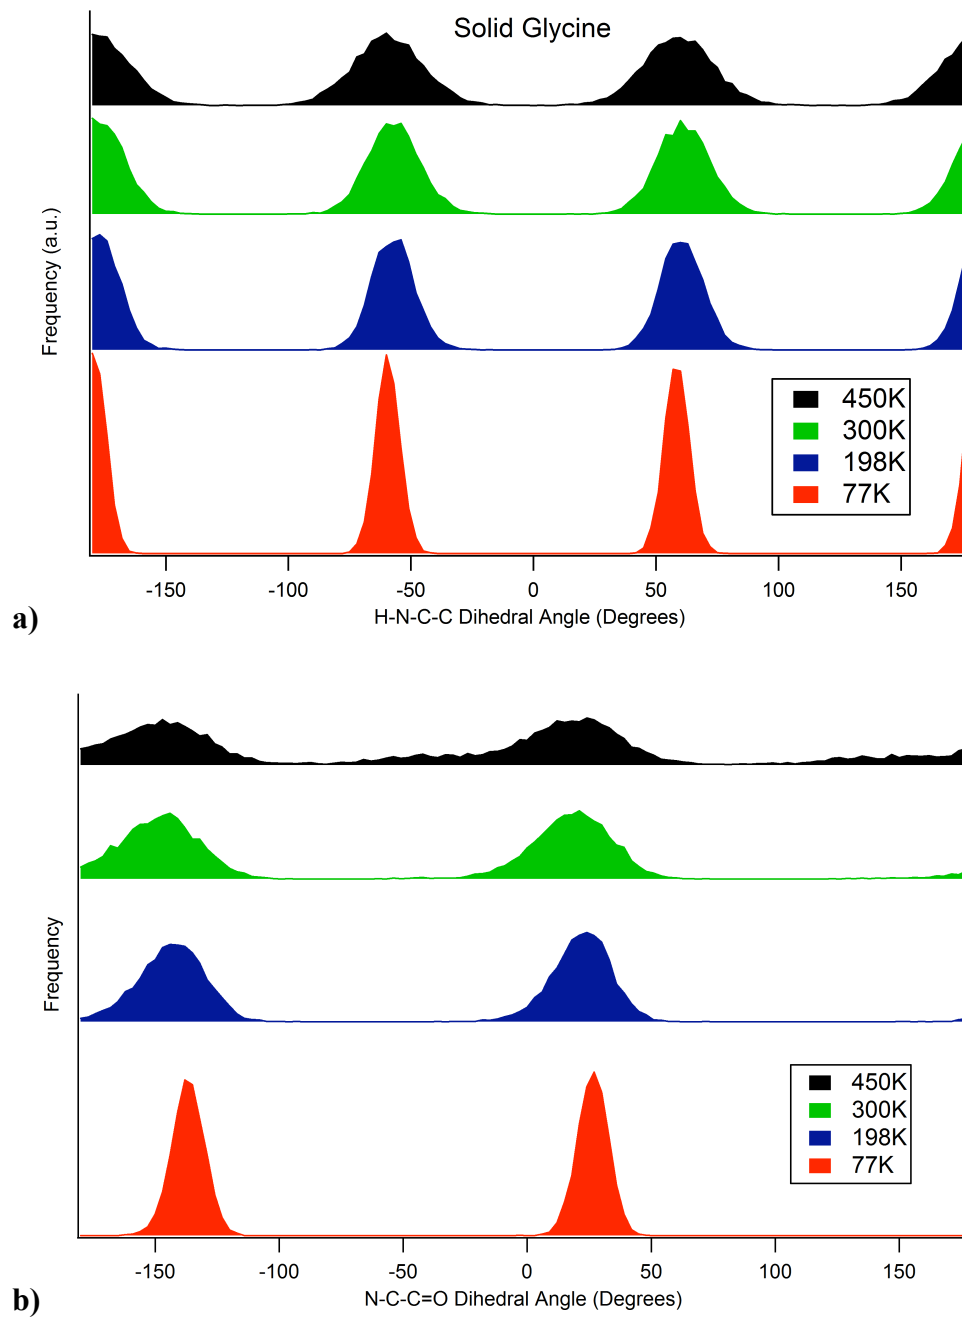 Solid Glycine
Frequency (a.u.)
450K
300K
198K
77K
-150 -100 -50 0 50 100 150
H-N-C-C Dihedral Angle (Degrees)
a)
Frequency
450K
300K
198K
77K
-150 -100 -50 0 50 100 150
N-C-C=O Dihedral Angle (Degrees)
b)